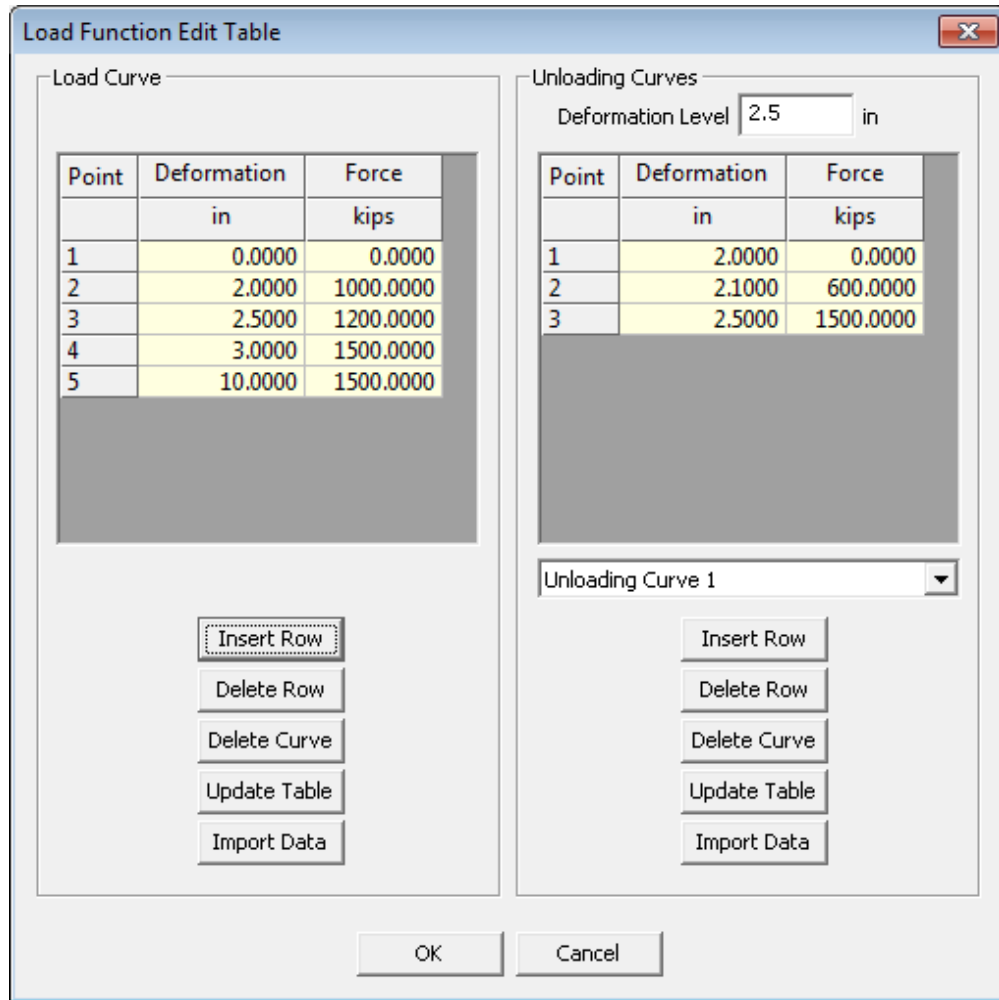 Load Function Edit Table
Load Curve
Point Deformation Force
in kips
1 0.0000 0.0000
2 2.0000 1000.0000
3 2.5000 1200.0000
4 3.0000 1500.0000
5 10.0000 1500.0000
Insert Row
Delete Row
Delete Curve
Update Table
Import Data
Unloading Curves
Deformation Level 2.5 in
Point Deformation Force
in kips
1 2.0000 0.0000
2 2.1000 600.0000
3 2.5000 1500.0000
Unloading Curve 1
Insert Row
Delete Row
Delete Curve
Update Table
Import Data
OK Cancel